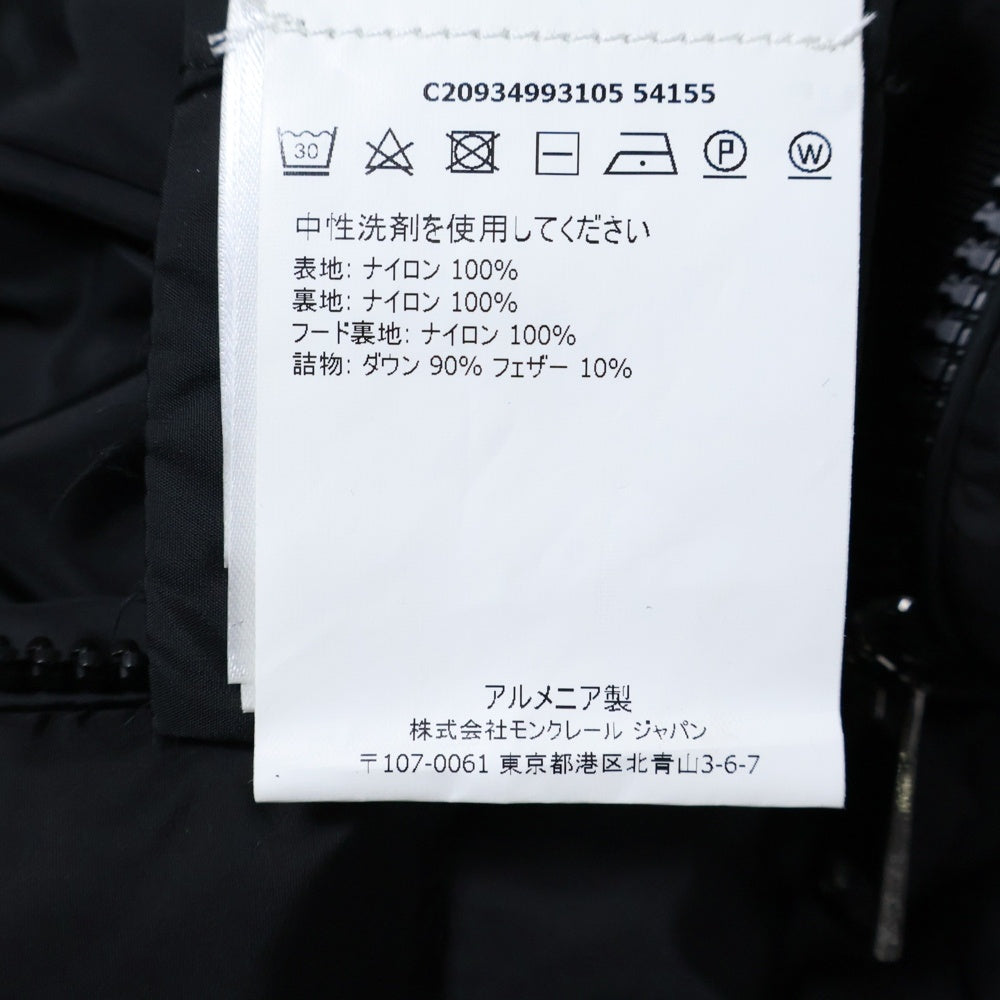 C20934993105 54155
30 P W
中性洗剤を使用してください
表地: ナイロン 100%
裏地: ナイロン 100%
フード裏地: ナイロン 100%
詰物: ダウン 90% フェザー 10%
アルメニア製
株式会社モンクレール ジャパン
〒107-0061 東京都港区北青山3-6-7